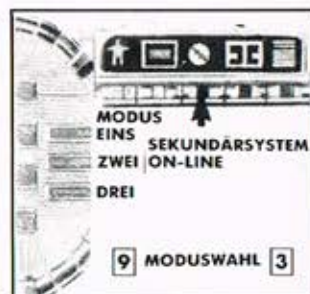 MODUS
EINS
ZWEI
DREI
SEKUNDÄRSYSTEM
ON-LINE
9 MODUSWAHL 3